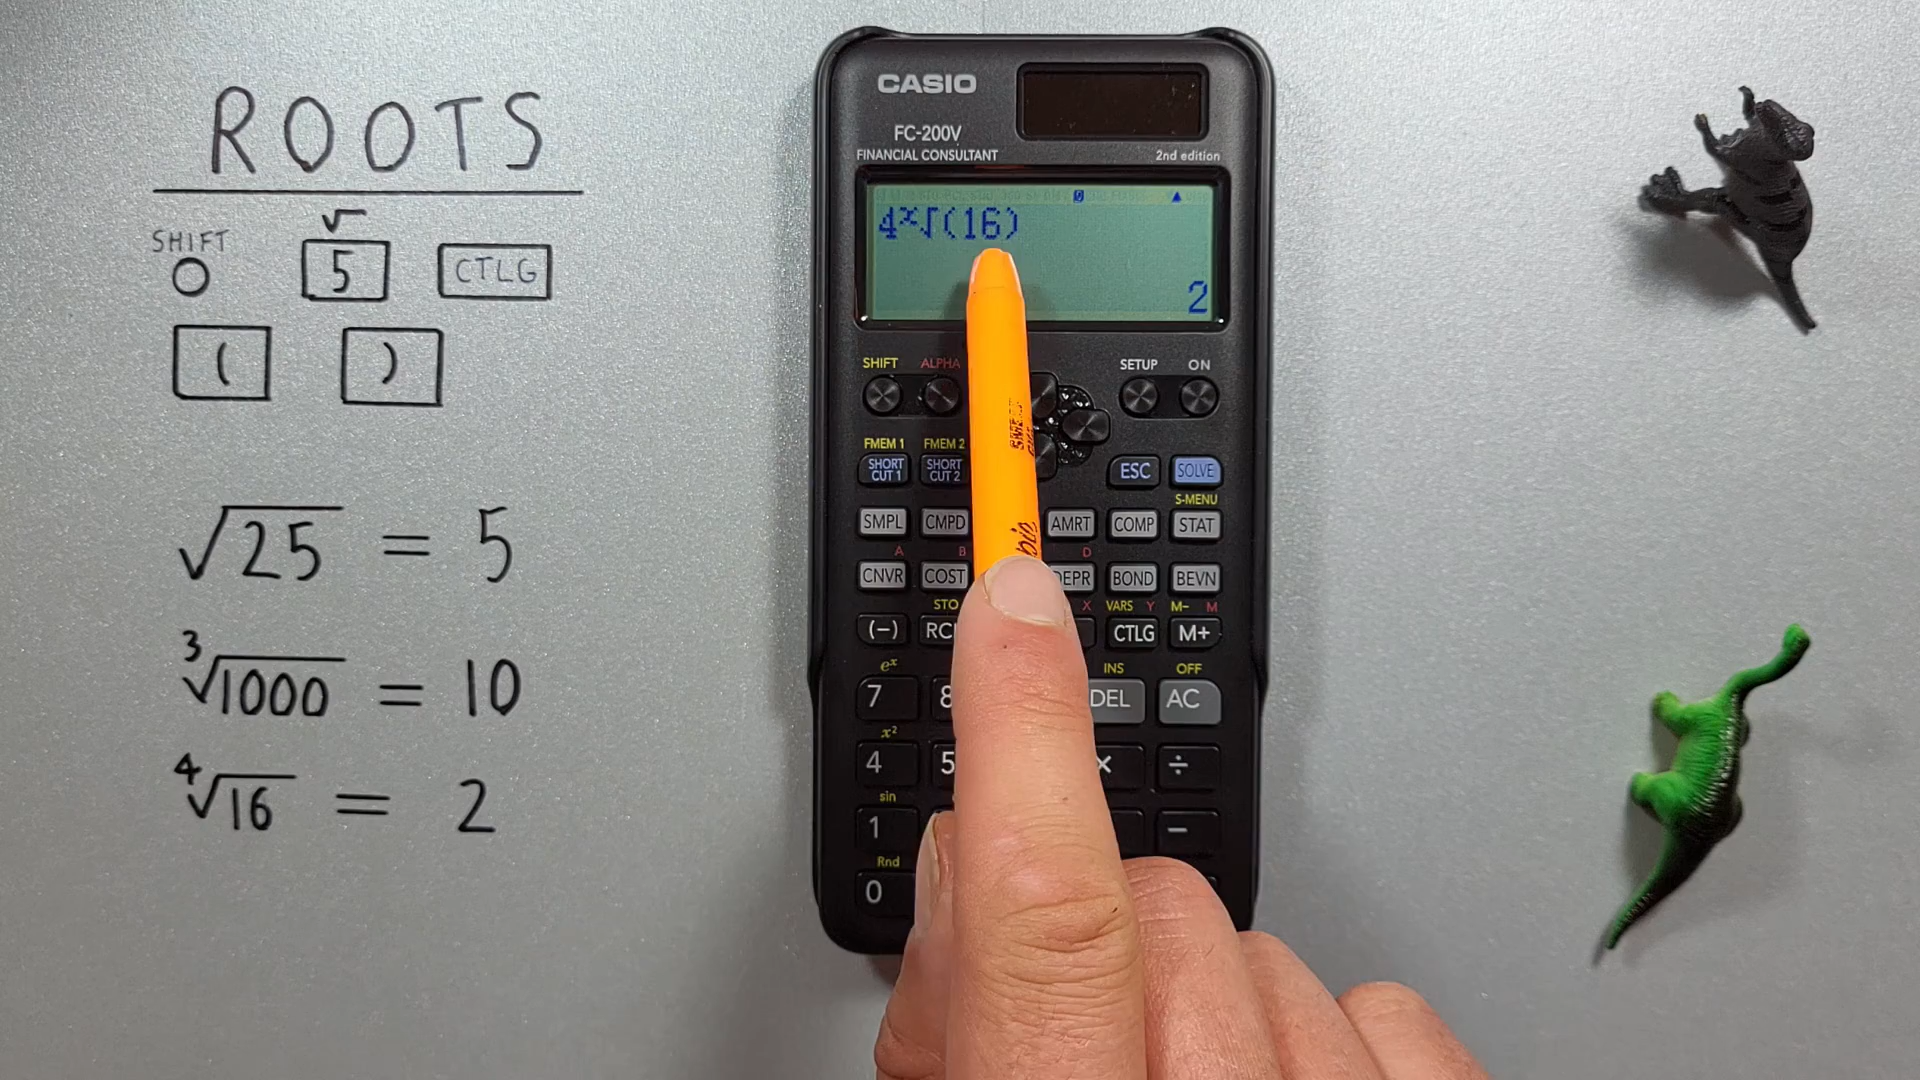 ROOTS
SHIFT √ 5 CTLG
( )
√25 = 5
³√1000 = 10
⁴√16 = 2
CASIO
FC-200V
FINANCIAL CONSULTANT 2nd edition
4ˣ√(16)
2
SHIFT ALPHA SETUP ON
FMEM 1 FMEM 2
SHORT CUT 1 SHORT CUT 2 ESC SOLVE
S-MENU
SMPL CMPD AMRT COMP STAT
A B D
CNVR COST DEPR BOND BEVN
STO X VARS Y M− M
(−) CTLG M+
eˣ INS OFF
7 8 DEL AC
x²
4 5 × ÷
sin
1 −
Rnd
0